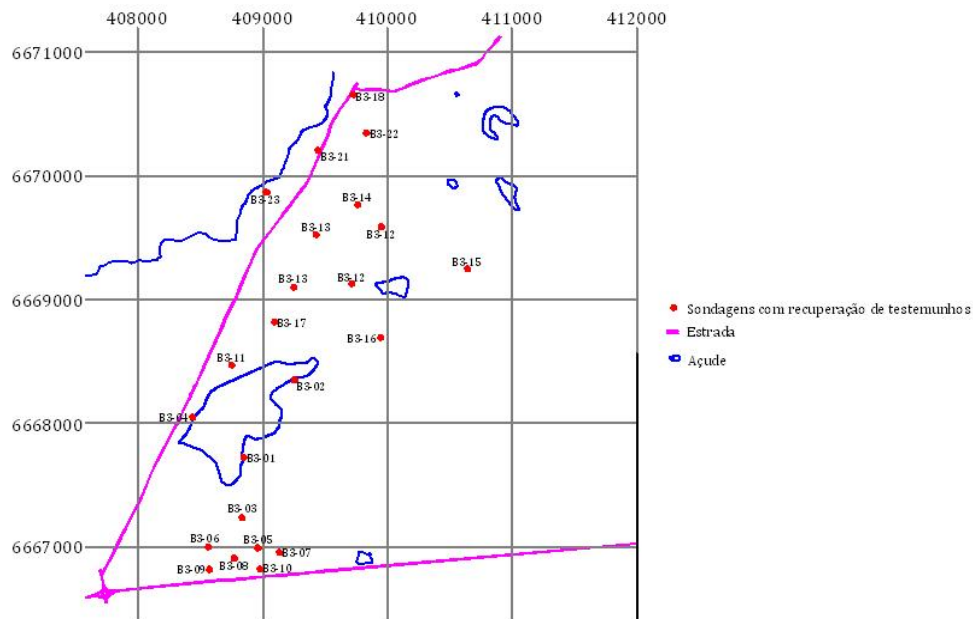 408000
409000
410000
411000
412000
6671000
B3-18
B3-22
B3-21
6670000
B3-23
B3-14
B3-13
B3-12
B3-15
B3-13
B3-12
6669000
Sondagens com recuperação de testemunhos
B3-17
Estrada
B3-16
B3-11
Açude
B3-02
B3-04
6668000
B3-01
B3-03
B3-06
B3-05
6667000
B3-07
B3-08
B3-09
B3-10